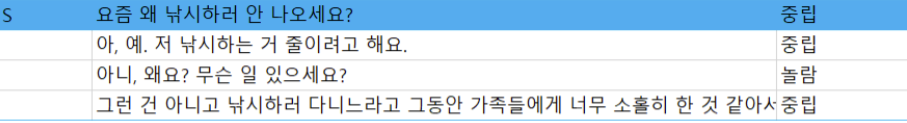 S 요즘 왜 낚시하러 안 나오세요? 중립
아, 예. 저 낚시하는 거 줄이려고 해요. 중립
아니, 왜요? 무슨 일 있으세요? 놀람
그런 건 아니고 낚시하러 다니느라고 그동안 가족들에게 너무 소홀히 한 것 같아서 중립